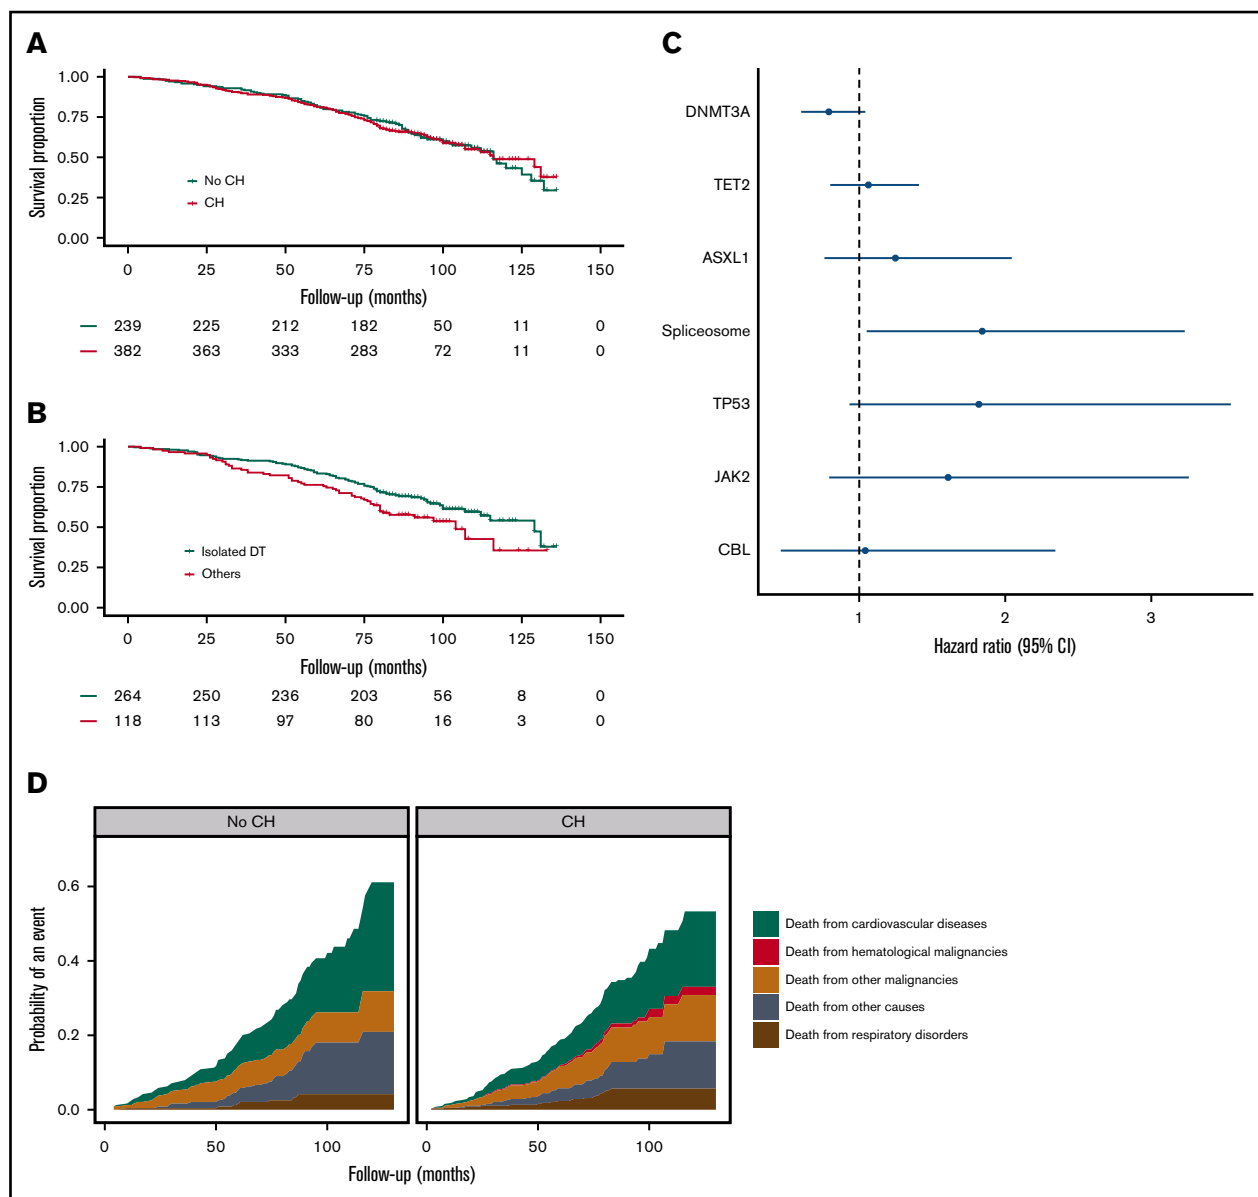 A
Survival proportion
1.00
0.75
0.50
0.25
0.00
No CH
CH
0 25 50 75 100 125 150
Follow-up (months)
239 225 212 182 50 11 0
382 363 333 283 72 11 0
B
Survival proportion
1.00
0.75
0.50
0.25
0.00
Isolated DT
Others
0 25 50 75 100 125 150
Follow-up (months)
264 250 236 203 56 8 0
118 113 97 80 16 3 0
C
DNMT3A
TET2
ASXL1
Spliceosome
TP53
JAK2
CBL
1 2 3
Hazard ratio (95% CI)
D
No CH CH
Probability of an event
0.6
0.4
0.2
0.0
0 50 100 0 50 100
Follow-up (months)
Death from cardiovascular diseases
Death from hematological malignancies
Death from other malignancies
Death from other causes
Death from respiratory disorders